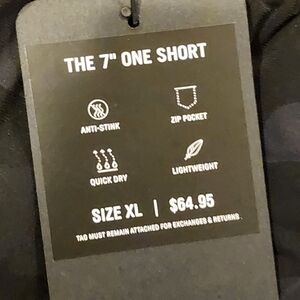 THE 7" ONE SHORT
ANTI-STINK
ZIP POCKET
QUICK DRY
LIGHTWEIGHT
SIZE XL | $64.95
TAG MUST REMAIN ATTACHED FOR EXCHANGES & RETURNS